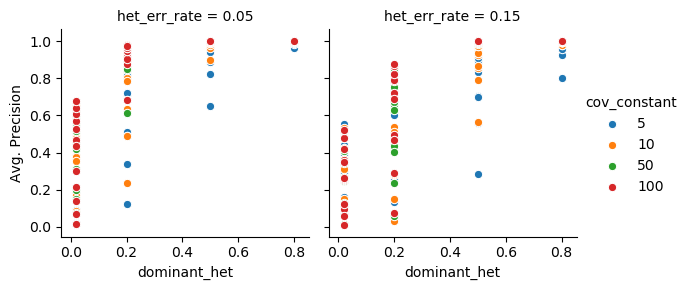 het_err_rate = 0.05
het_err_rate = 0.15
Avg. Precision
1.0
0.8
0.6
0.4
0.2
0.0
0.0 0.2 0.4 0.6 0.8
0.0 0.2 0.4 0.6 0.8
dominant_het
dominant_het
cov_constant
5
10
50
100